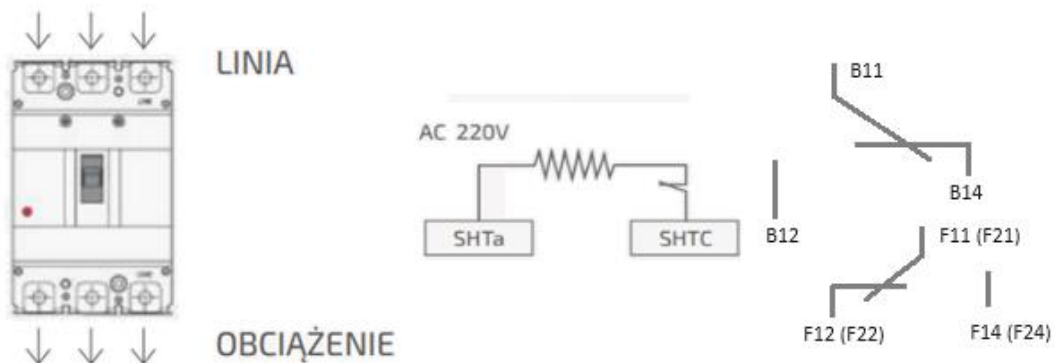 LINIA
AC 220V
SHTa
SHTC
B11
B14
B12
F11 (F21)
F12 (F22)
F14 (F24)
OBCIĄŻENIE